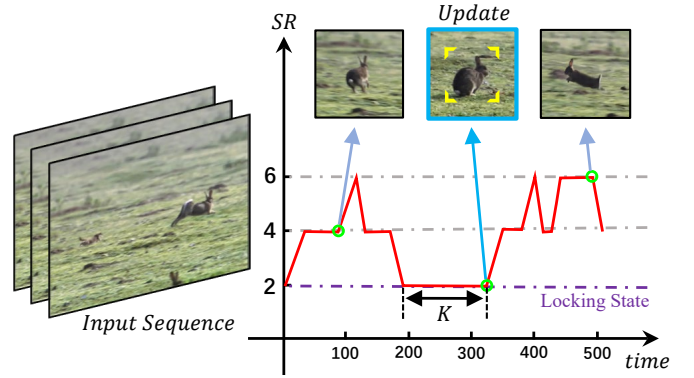 SR
Update
6
4
2
Locking State
K
Input Sequence
100
200
300
400
500
time